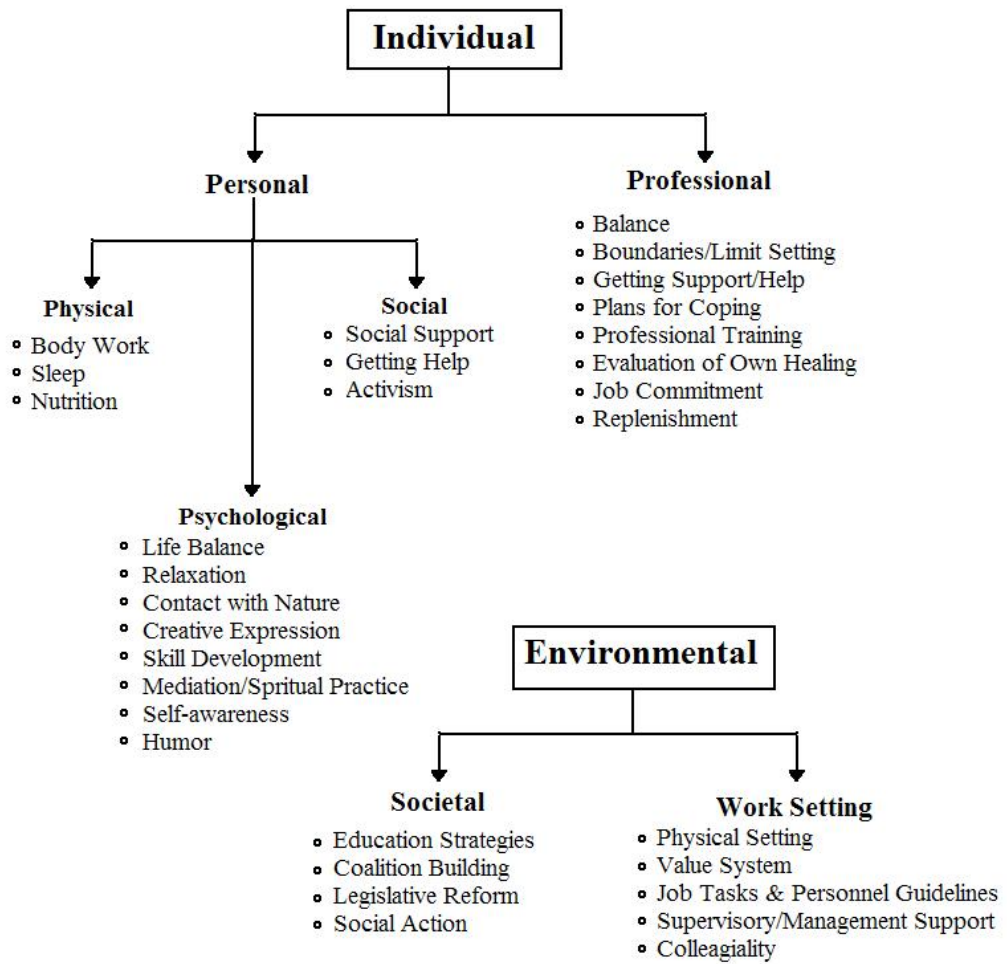 Individual
Personal
Professional
Balance
Boundaries/Limit Setting
Getting Support/Help
Plans for Coping
Professional Training
Evaluation of Own Healing
Job Commitment
Replenishment
Physical
Body Work
Sleep
Nutrition
Social
Social Support
Getting Help
Activism
Psychological
Life Balance
Relaxation
Contact with Nature
Creative Expression
Skill Development
Mediation/Spritual Practice
Self-awareness
Humor
Environmental
Societal
Education Strategies
Coalition Building
Legislative Reform
Social Action
Work Setting
Physical Setting
Value System
Job Tasks & Personnel Guidelines
Supervisory/Management Support
Colleagiality